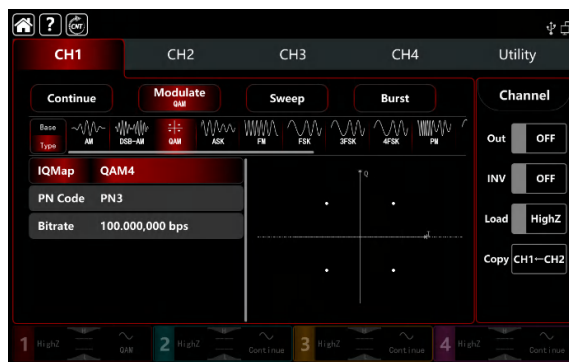 ? CNT
CH1 CH2 CH3 CH4 Utility
Continue Modulate QAM Sweep Burst Channel
Base Type AM DSB-AM QAM ASK FM FSK 3FSK 4FSK PM
Out OFF
IQMap QAM4
INV OFF
PN Code PN3
Bitrate 100.000,000 bps
Load HighZ
Copy CH1←CH2
Q
I
1 HighZ QAM 2 HighZ Continue 3 HighZ Continue 4 HighZ Continue